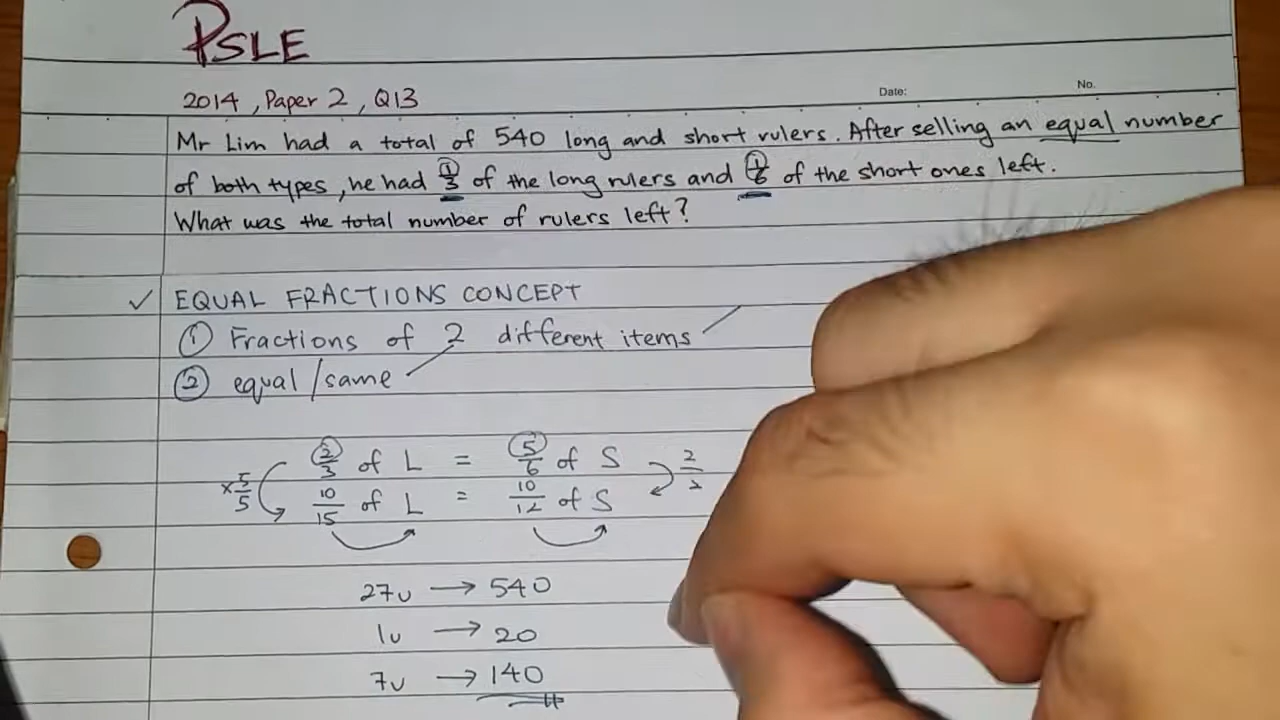 PSLE
2014, Paper 2, Q13
Date:
No.
Mr Lim had a total of 540 long and short rulers. After selling an equal number
of both types, he had 1/3 of the long rulers and 1/6 of the short ones left.
What was the total number of rulers left?
✓ EQUAL FRACTIONS CONCEPT
① Fractions of 2 different items
② equal/same
2/3 of L = 5/6 of S
×5/5 2/2
10/15 of L = 10/12 of S
27u → 540
1u → 20
7u → 140